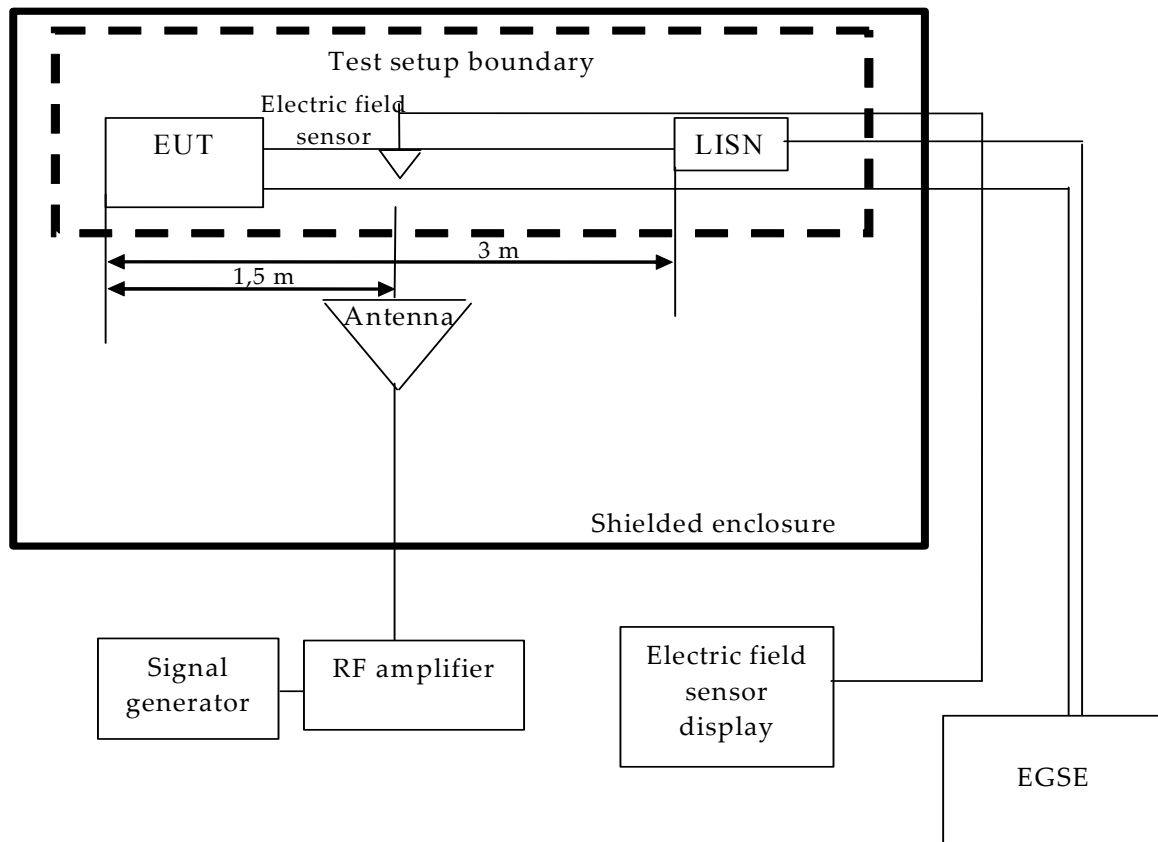 Test setup boundary
Electric field
sensor
EUT
LISN
3 m
1,5 m
Antenna
Shielded enclosure
Signal
generator
RF amplifier
Electric field
sensor
display
EGSE